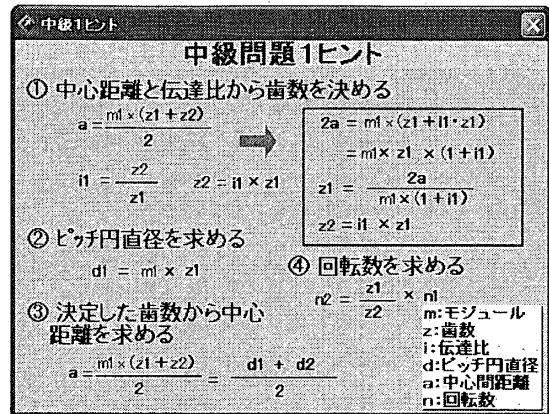 中級1ヒント
中級問題1ヒント
① 中心距離と伝達比から歯数を決める
a = m1×(z1+z2) / 2
i1 = z2 / z1  z2 = i1 × z1
2a = m1×(z1+i1・z1)
= m1× z1 ×(1+i1)
z1 = 2a / m1×(1+i1)
z2 = i1 × z1
② ピッチ円直径を求める
d1 = m1 × z1
③ 決定した歯数から中心
距離を求める
a = m1×(z1+z2) / 2 = d1 + d2 / 2
④ 回転数を求める
n2 = z1 / z2 × n1
m:モジュール
z:歯数
i:伝達比
d:ピッチ円直径
a:中心間距離
n:回転数